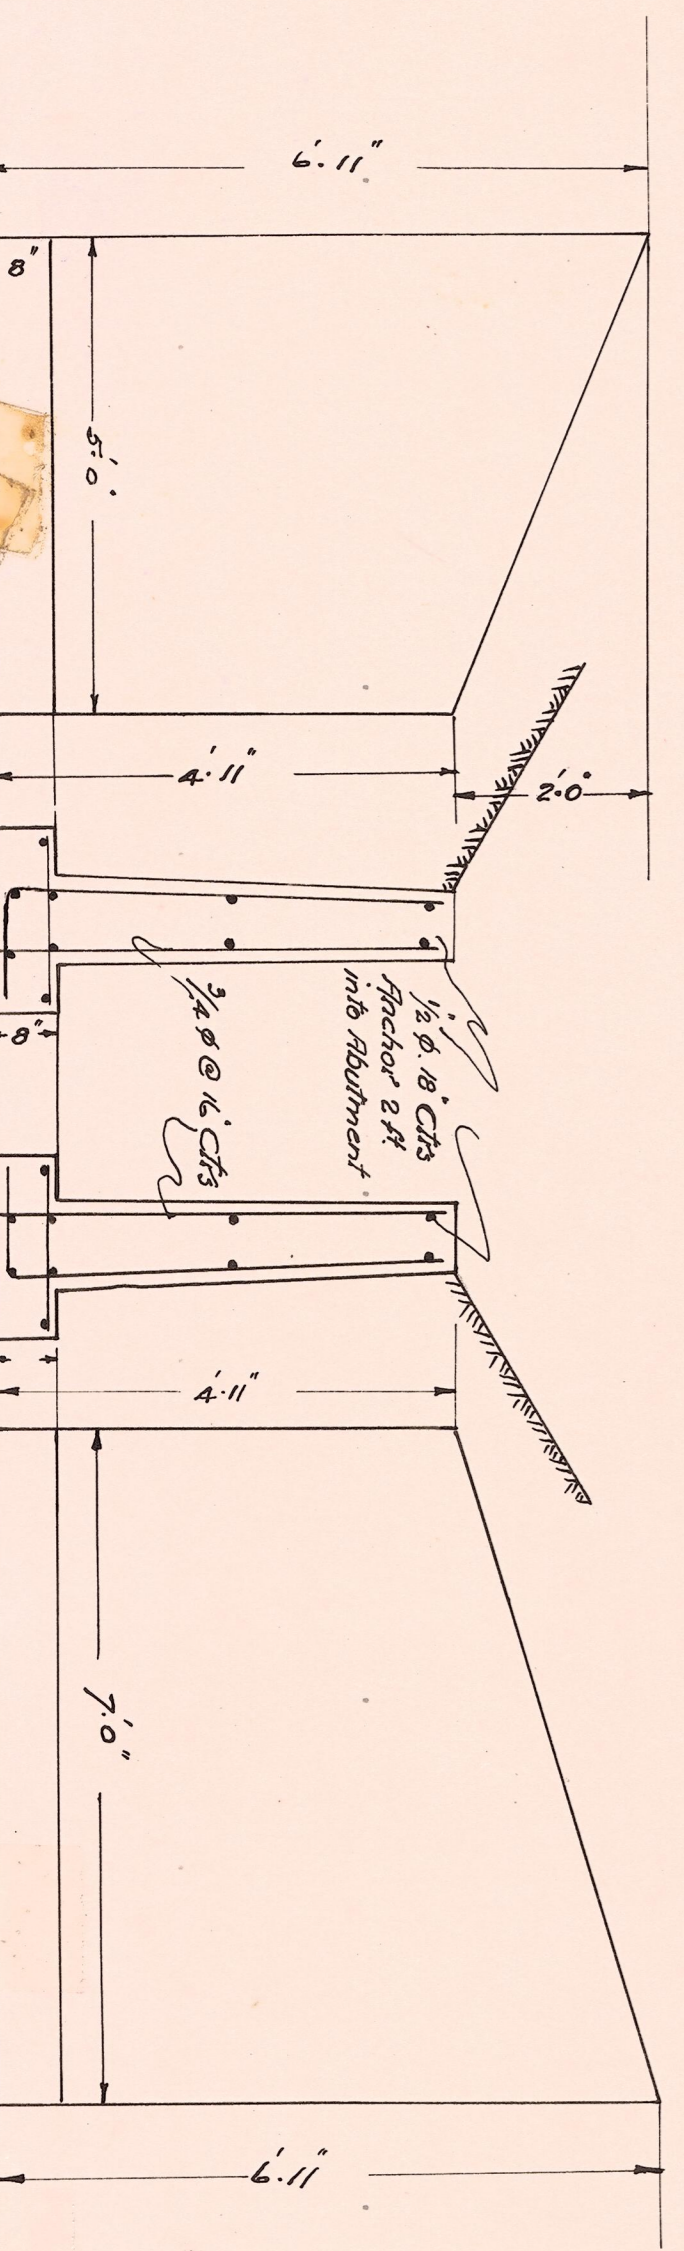 6'.11"
8"
5'.0"
4'.11"
2'.0"
8"
3/4 ø @ 16" Ctrs
1/2" ø. 18" Ctrs
Anchor 2 ft.
into Abutment
4'.11"
7'.0"
6'.11"